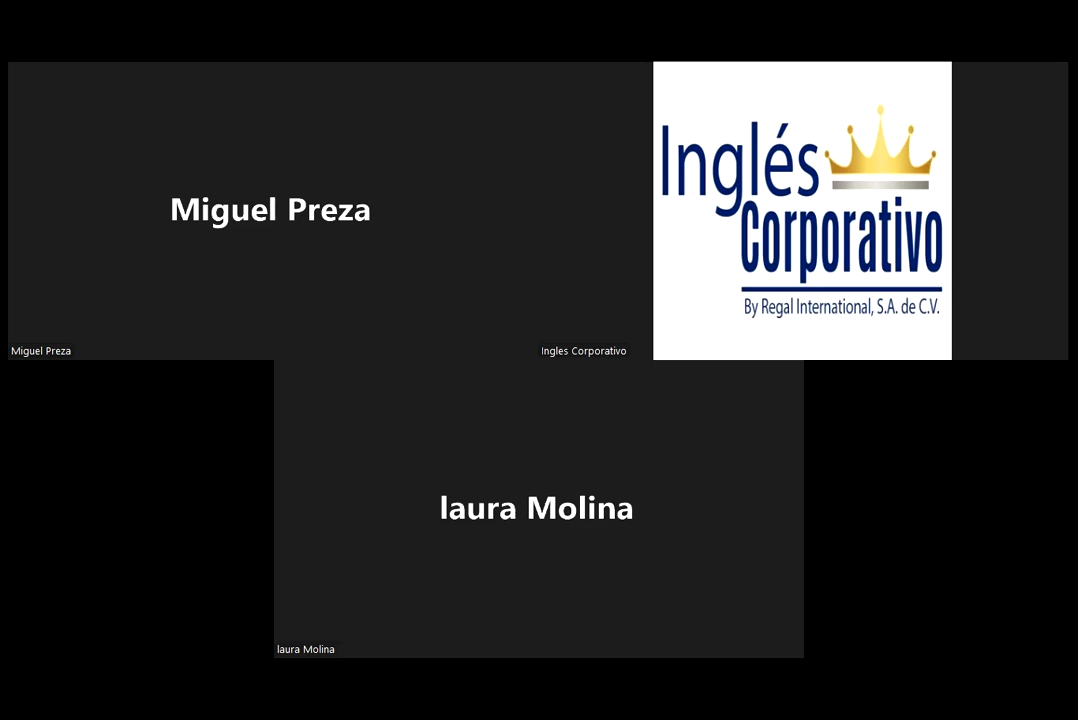 Miguel Preza
Miguel Preza
Inglés
Corporativo
By Regal International, S.A. de C.V.
Ingles Corporativo
laura Molina
laura Molina